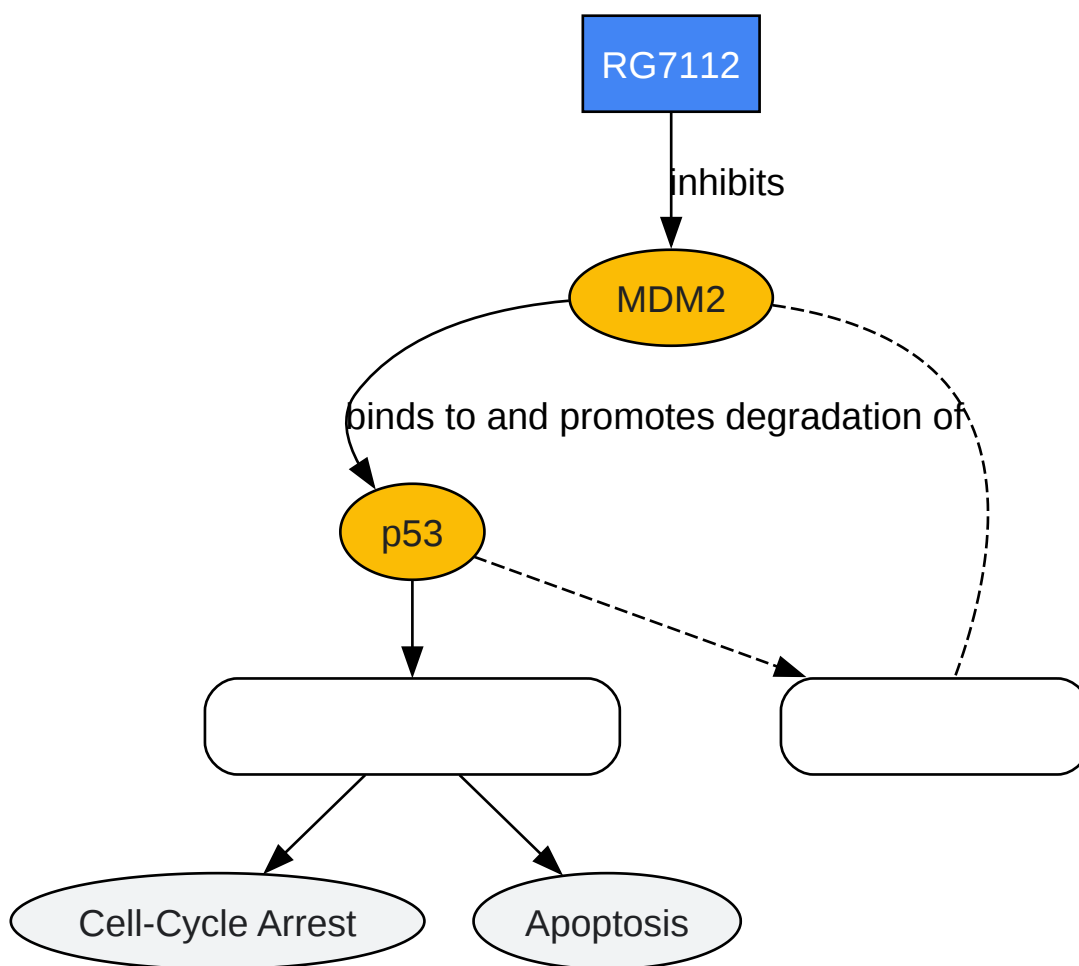 RG7112
inhibits
MDM2
binds to and promotes degradation of
p53
Cell-Cycle Arrest
Apoptosis